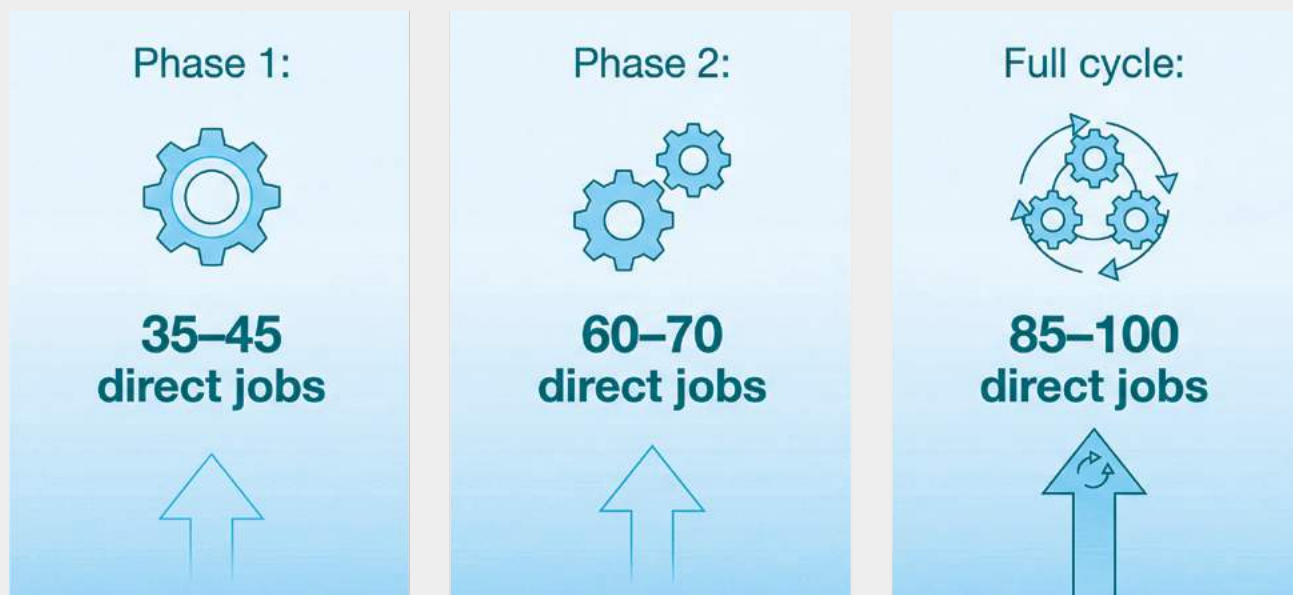 Phase 1:
35–45
direct jobs
Phase 2:
60–70
direct jobs
Full cycle:
85–100
direct jobs